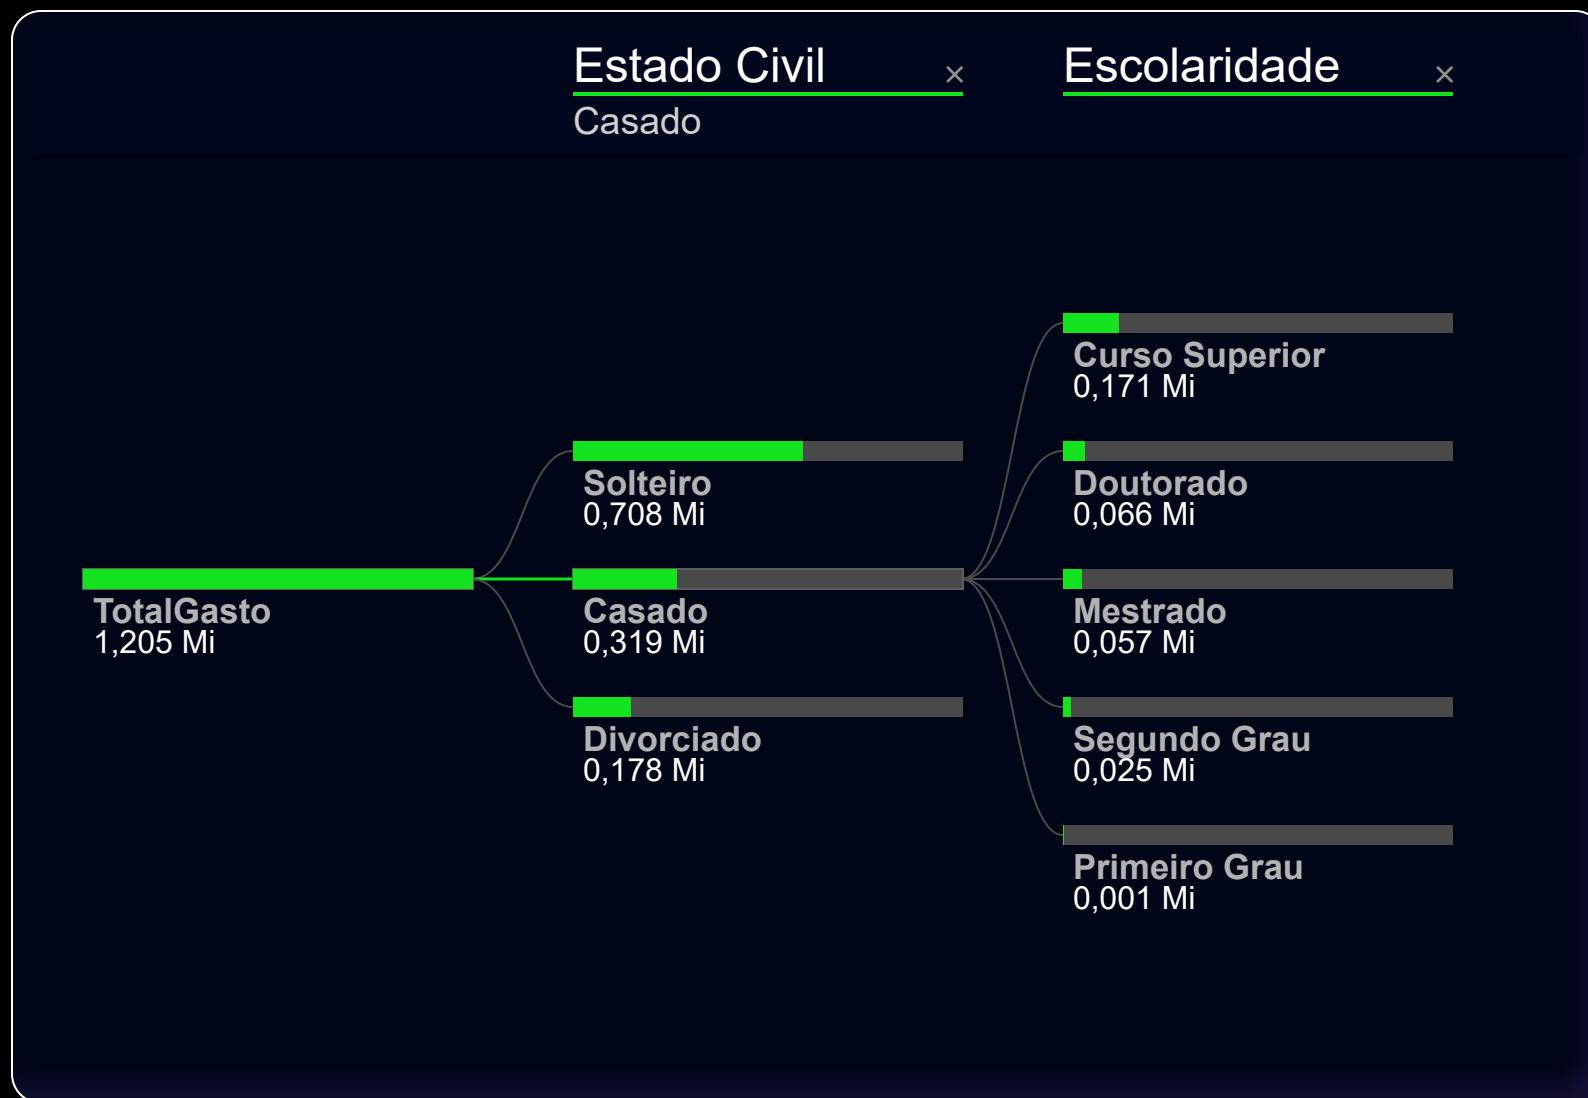 Estado Civil ×
Casado
Escolaridade ×
TotalGasto
1,205 Mi
Solteiro
0,708 Mi
Casado
0,319 Mi
Divorciado
0,178 Mi
Curso Superior
0,171 Mi
Doutorado
0,066 Mi
Mestrado
0,057 Mi
Segundo Grau
0,025 Mi
Primeiro Grau
0,001 Mi